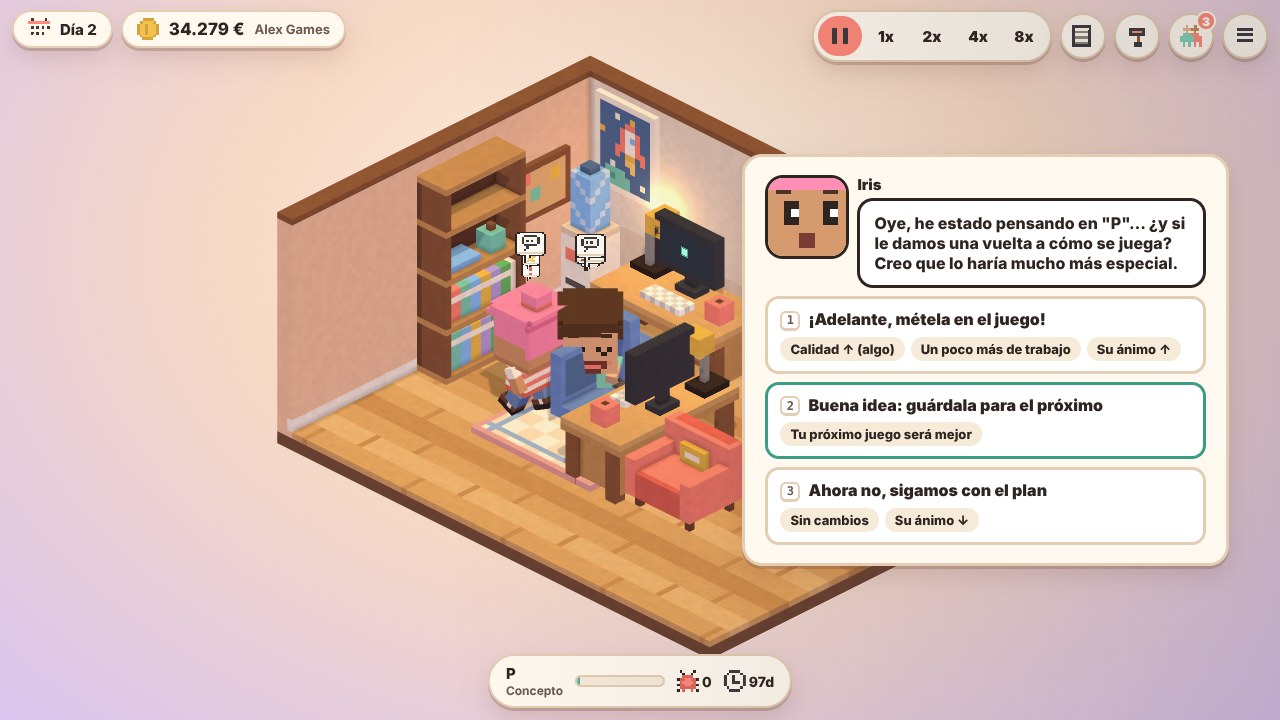 Día 2
34.279 € Alex Games
1x 2x 4x 8x
3
Iris
Oye, he estado pensando en "P"... ¿y si
le damos una vuelta a cómo se juega?
Creo que lo haría mucho más especial.
1 ¡Adelante, métela en el juego!
Calidad ↑ (algo) Un poco más de trabajo Su ánimo ↑
2 Buena idea: guárdala para el próximo
Tu próximo juego será mejor
3 Ahora no, sigamos con el plan
Sin cambios Su ánimo ↓
P
Concepto
0 97d